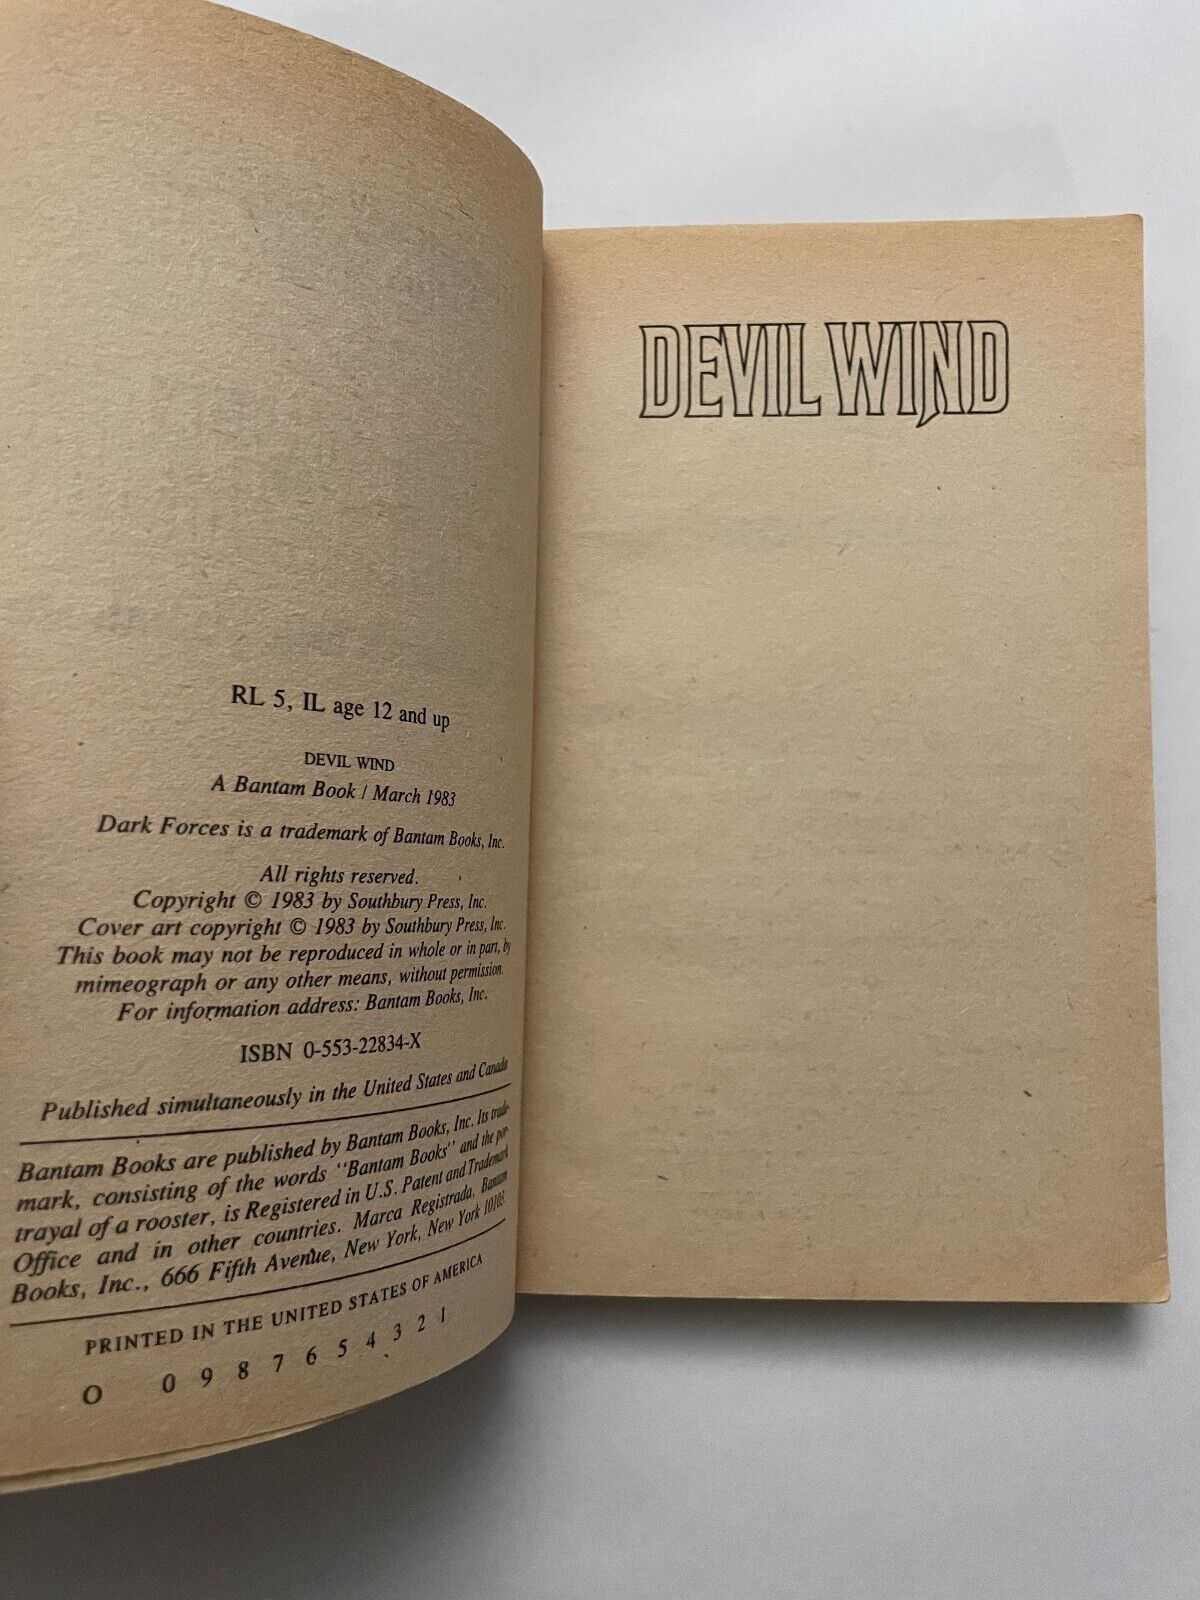 RL 5, IL age 12 and up
DEVIL WIND
A Bantam Book / March 1983
Dark Forces is a trademark of Bantam Books, Inc.
All rights reserved.
Copyright © 1983 by Southbury Press, Inc.
Cover art copyright © 1983 by Southbury Press, Inc.
This book may not be reproduced in whole or in part, by
mimeograph or any other means, without permission.
For information address: Bantam Books, Inc.
ISBN 0-553-22834-X
Published simultaneously in the United States and Canada
Bantam Books are published by Bantam Books, Inc. Its trade-
mark, consisting of the words "Bantam Books" and the por-
trayal of a rooster, is Registered in U.S. Patent and Trademark
Office and in other countries. Marca Registrada. Bantam
Books, Inc., 666 Fifth Avenue, New York, New York 10103.
PRINTED IN THE UNITED STATES OF AMERICA
O 0 9 8 7 6 5 4 3 2 1
DEVIL WIND